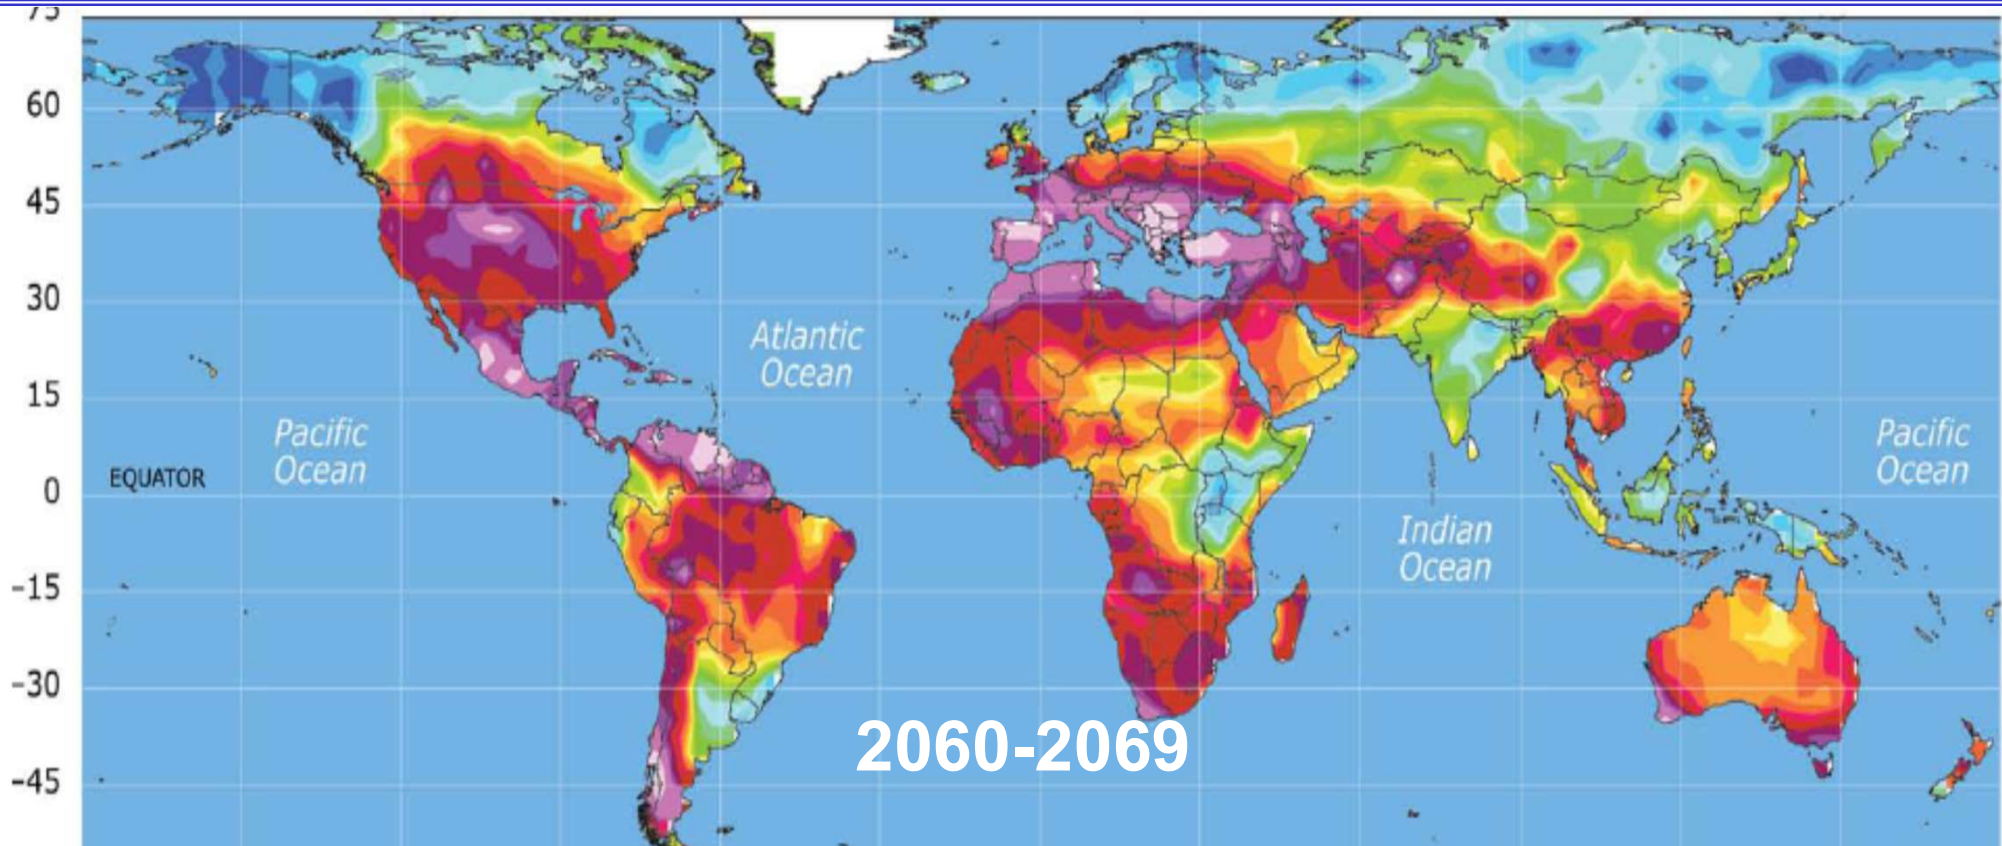 75
60
45
30
15
0
-15
-30
-45
EQUATOR
Pacific
Ocean
Atlantic
Ocean
Indian
Ocean
Pacific
Ocean
2060-2069